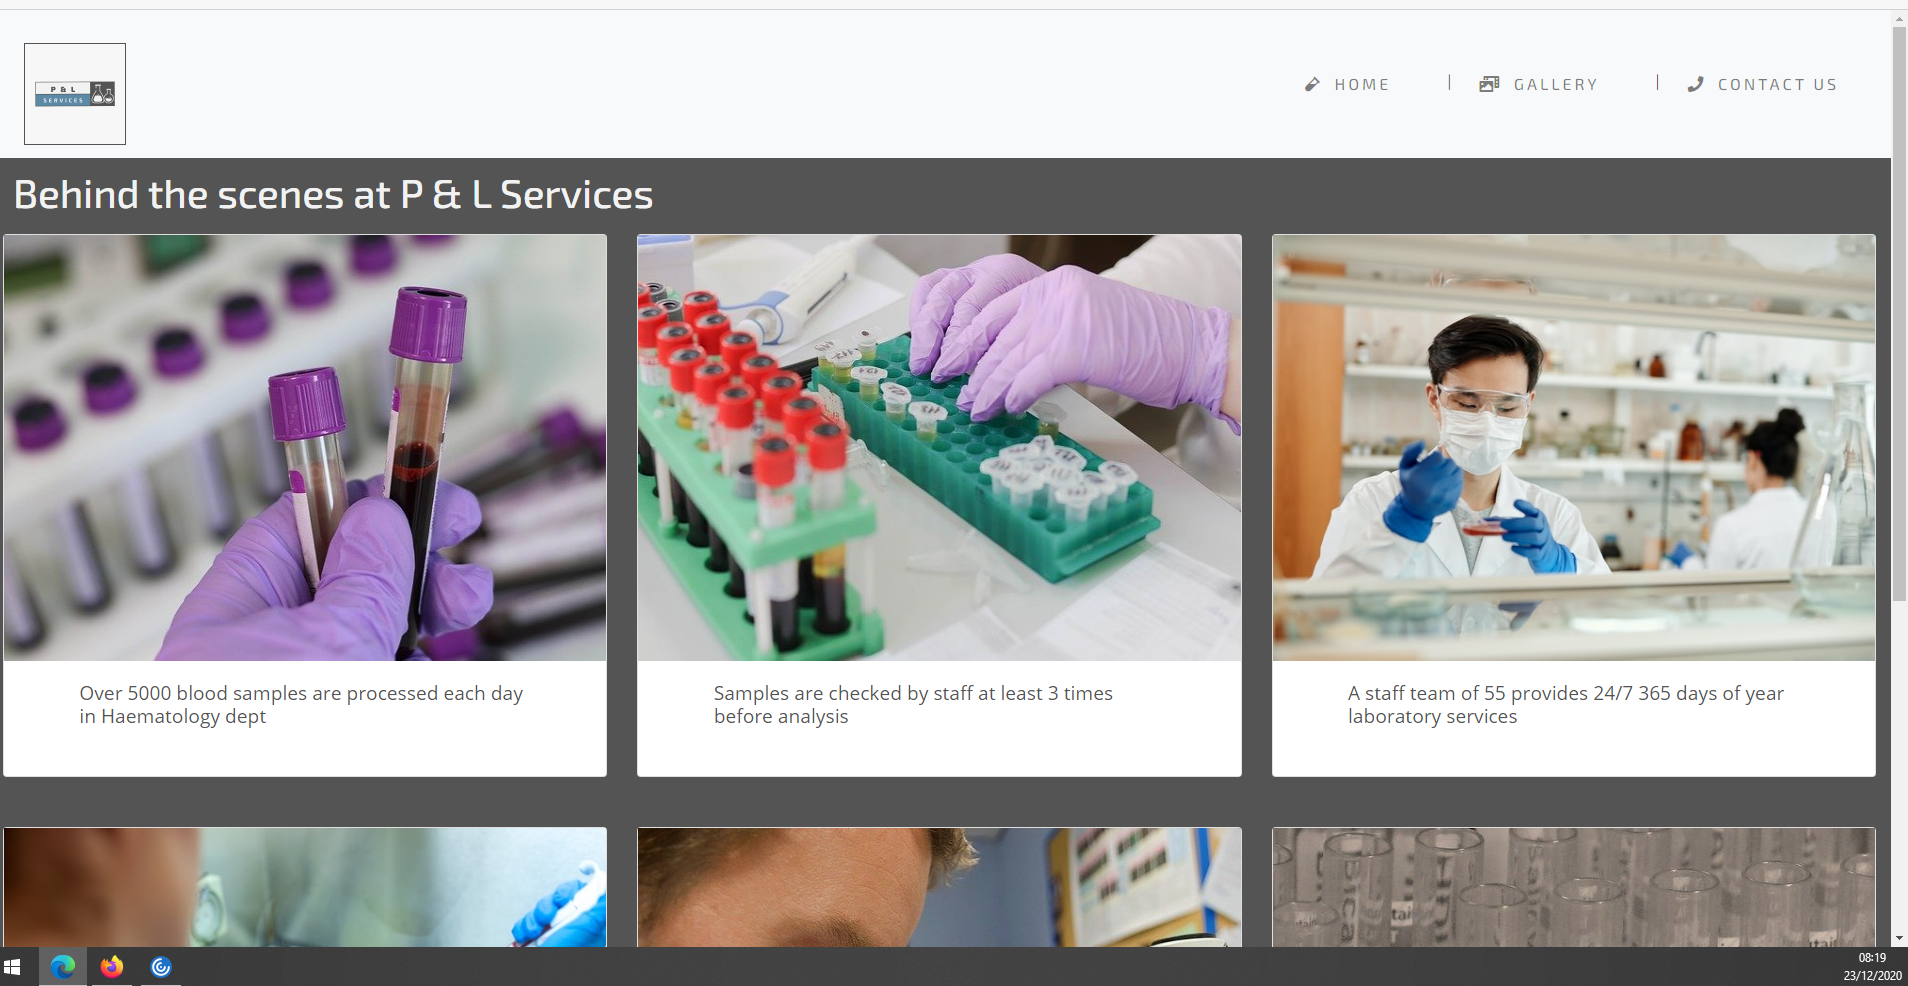 P & L
SERVICES
HOME
GALLERY
CONTACT US
Behind the scenes at P & L Services
Over 5000 blood samples are processed each day
in Haematology dept
Samples are checked by staff at least 3 times
before analysis
A staff team of 55 provides 24/7 365 days of year
laboratory services
08:19
23/12/2020